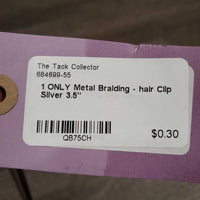 The Tack Collector
684699-55
1 ONLY Metal Braiding - hair Clip
Silver 3.5"
QB75CH
$0.30